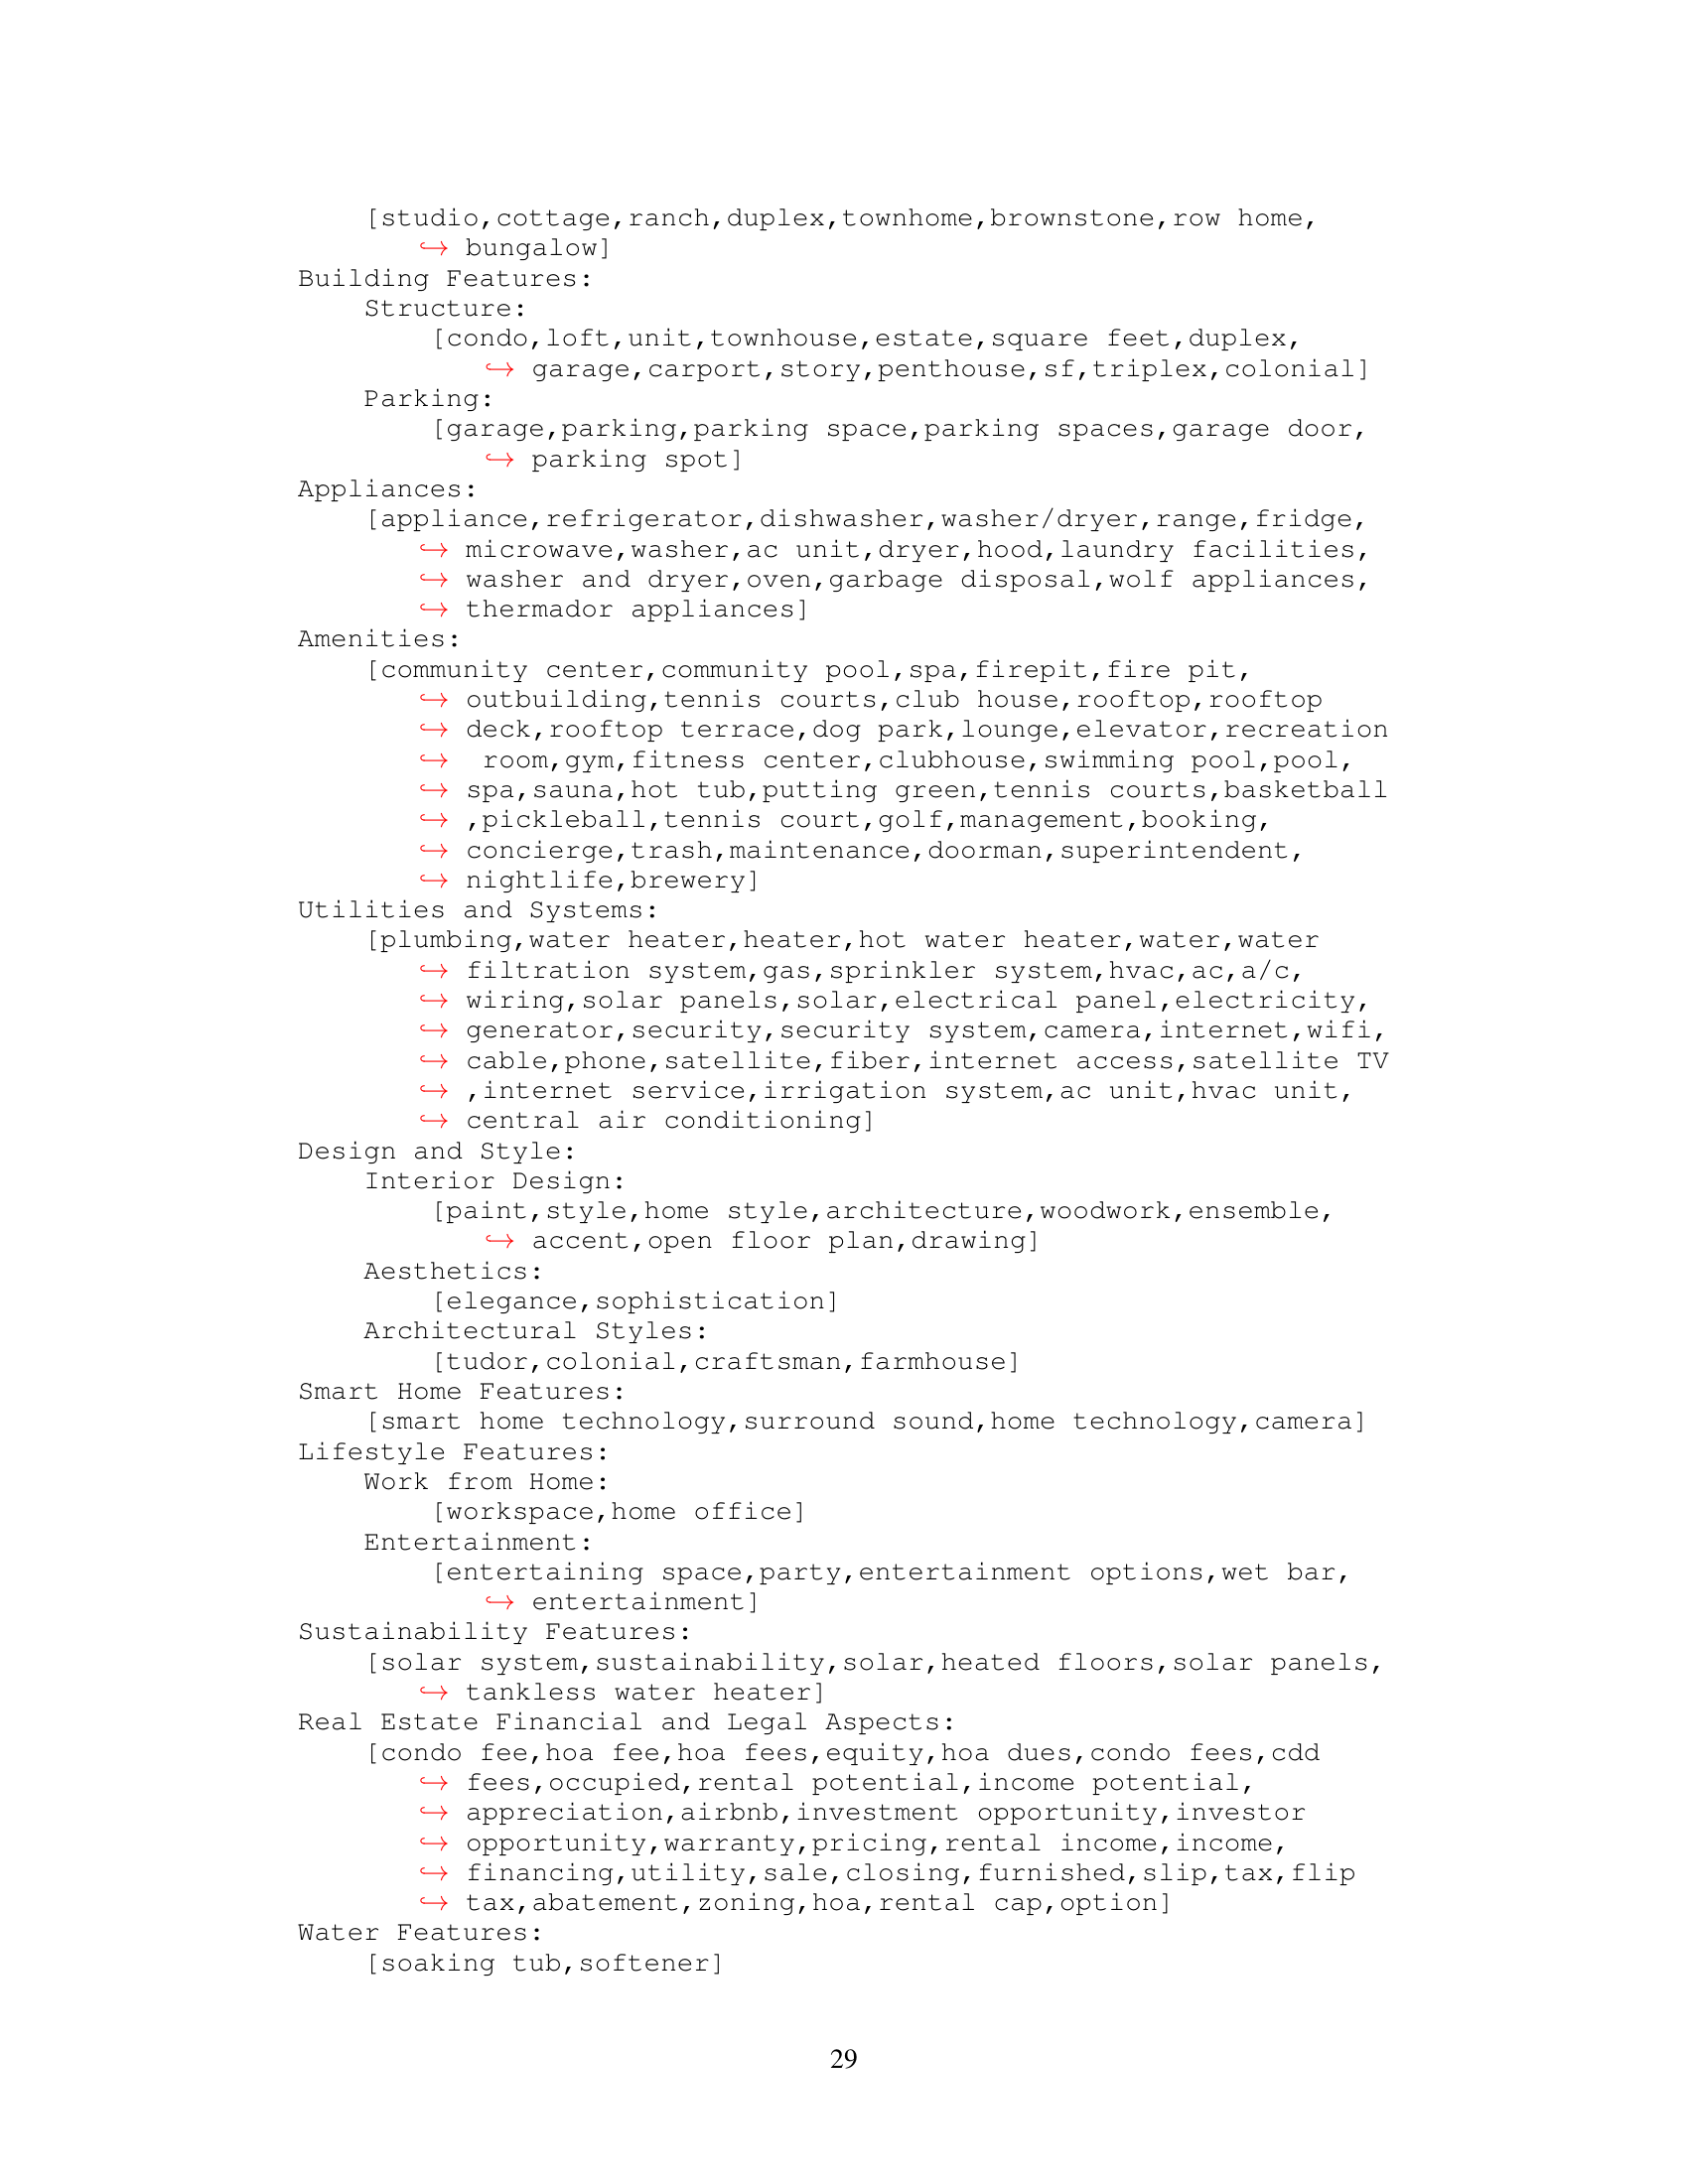 [studio,cottage,ranch,duplex,townhome,brownstone,row home,
↪ bungalow]
Building Features:
Structure:
[condo,loft,unit,townhouse,estate,square feet,duplex,
↪ garage,carport,story,penthouse,sf,triplex,colonial]
Parking:
[garage,parking,parking space,parking spaces,garage door,
↪ parking spot]
Appliances:
[appliance,refrigerator,dishwasher,washer/dryer,range,fridge,
↪ microwave,washer,ac unit,dryer,hood,laundry facilities,
↪ washer and dryer,oven,garbage disposal,wolf appliances,
↪ thermador appliances]
Amenities:
[community center,community pool,spa,firepit,fire pit,
↪ outbuilding,tennis courts,club house,rooftop,rooftop
↪ deck,rooftop terrace,dog park,lounge,elevator,recreation
↪ room,gym,fitness center,clubhouse,swimming pool,pool,
↪ spa,sauna,hot tub,putting green,tennis courts,basketball
↪ ,pickleball,tennis court,golf,management,booking,
↪ concierge,trash,maintenance,doorman,superintendent,
↪ nightlife,brewery]
Utilities and Systems:
[plumbing,water heater,heater,hot water heater,water,water
↪ filtration system,gas,sprinkler system,hvac,ac,a/c,
↪ wiring,solar panels,solar,electrical panel,electricity,
↪ generator,security,security system,camera,internet,wifi,
↪ cable,phone,satellite,fiber,internet access,satellite TV
↪ ,internet service,irrigation system,ac unit,hvac unit,
↪ central air conditioning]
Design and Style:
Interior Design:
[paint,style,home style,architecture,woodwork,ensemble,
↪ accent,open floor plan,drawing]
Aesthetics:
[elegance,sophistication]
Architectural Styles:
[tudor,colonial,craftsman,farmhouse]
Smart Home Features:
[smart home technology,surround sound,home technology,camera]
Lifestyle Features:
Work from Home:
[workspace,home office]
Entertainment:
[entertaining space,party,entertainment options,wet bar,
↪ entertainment]
Sustainability Features:
[solar system,sustainability,solar,heated floors,solar panels,
↪ tankless water heater]
Real Estate Financial and Legal Aspects:
[condo fee,hoa fee,hoa fees,equity,hoa dues,condo fees,cdd
↪ fees,occupied,rental potential,income potential,
↪ appreciation,airbnb,investment opportunity,investor
↪ opportunity,warranty,pricing,rental income,income,
↪ financing,utility,sale,closing,furnished,slip,tax,flip
↪ tax,abatement,zoning,hoa,rental cap,option]
Water Features:
[soaking tub,softener]
29